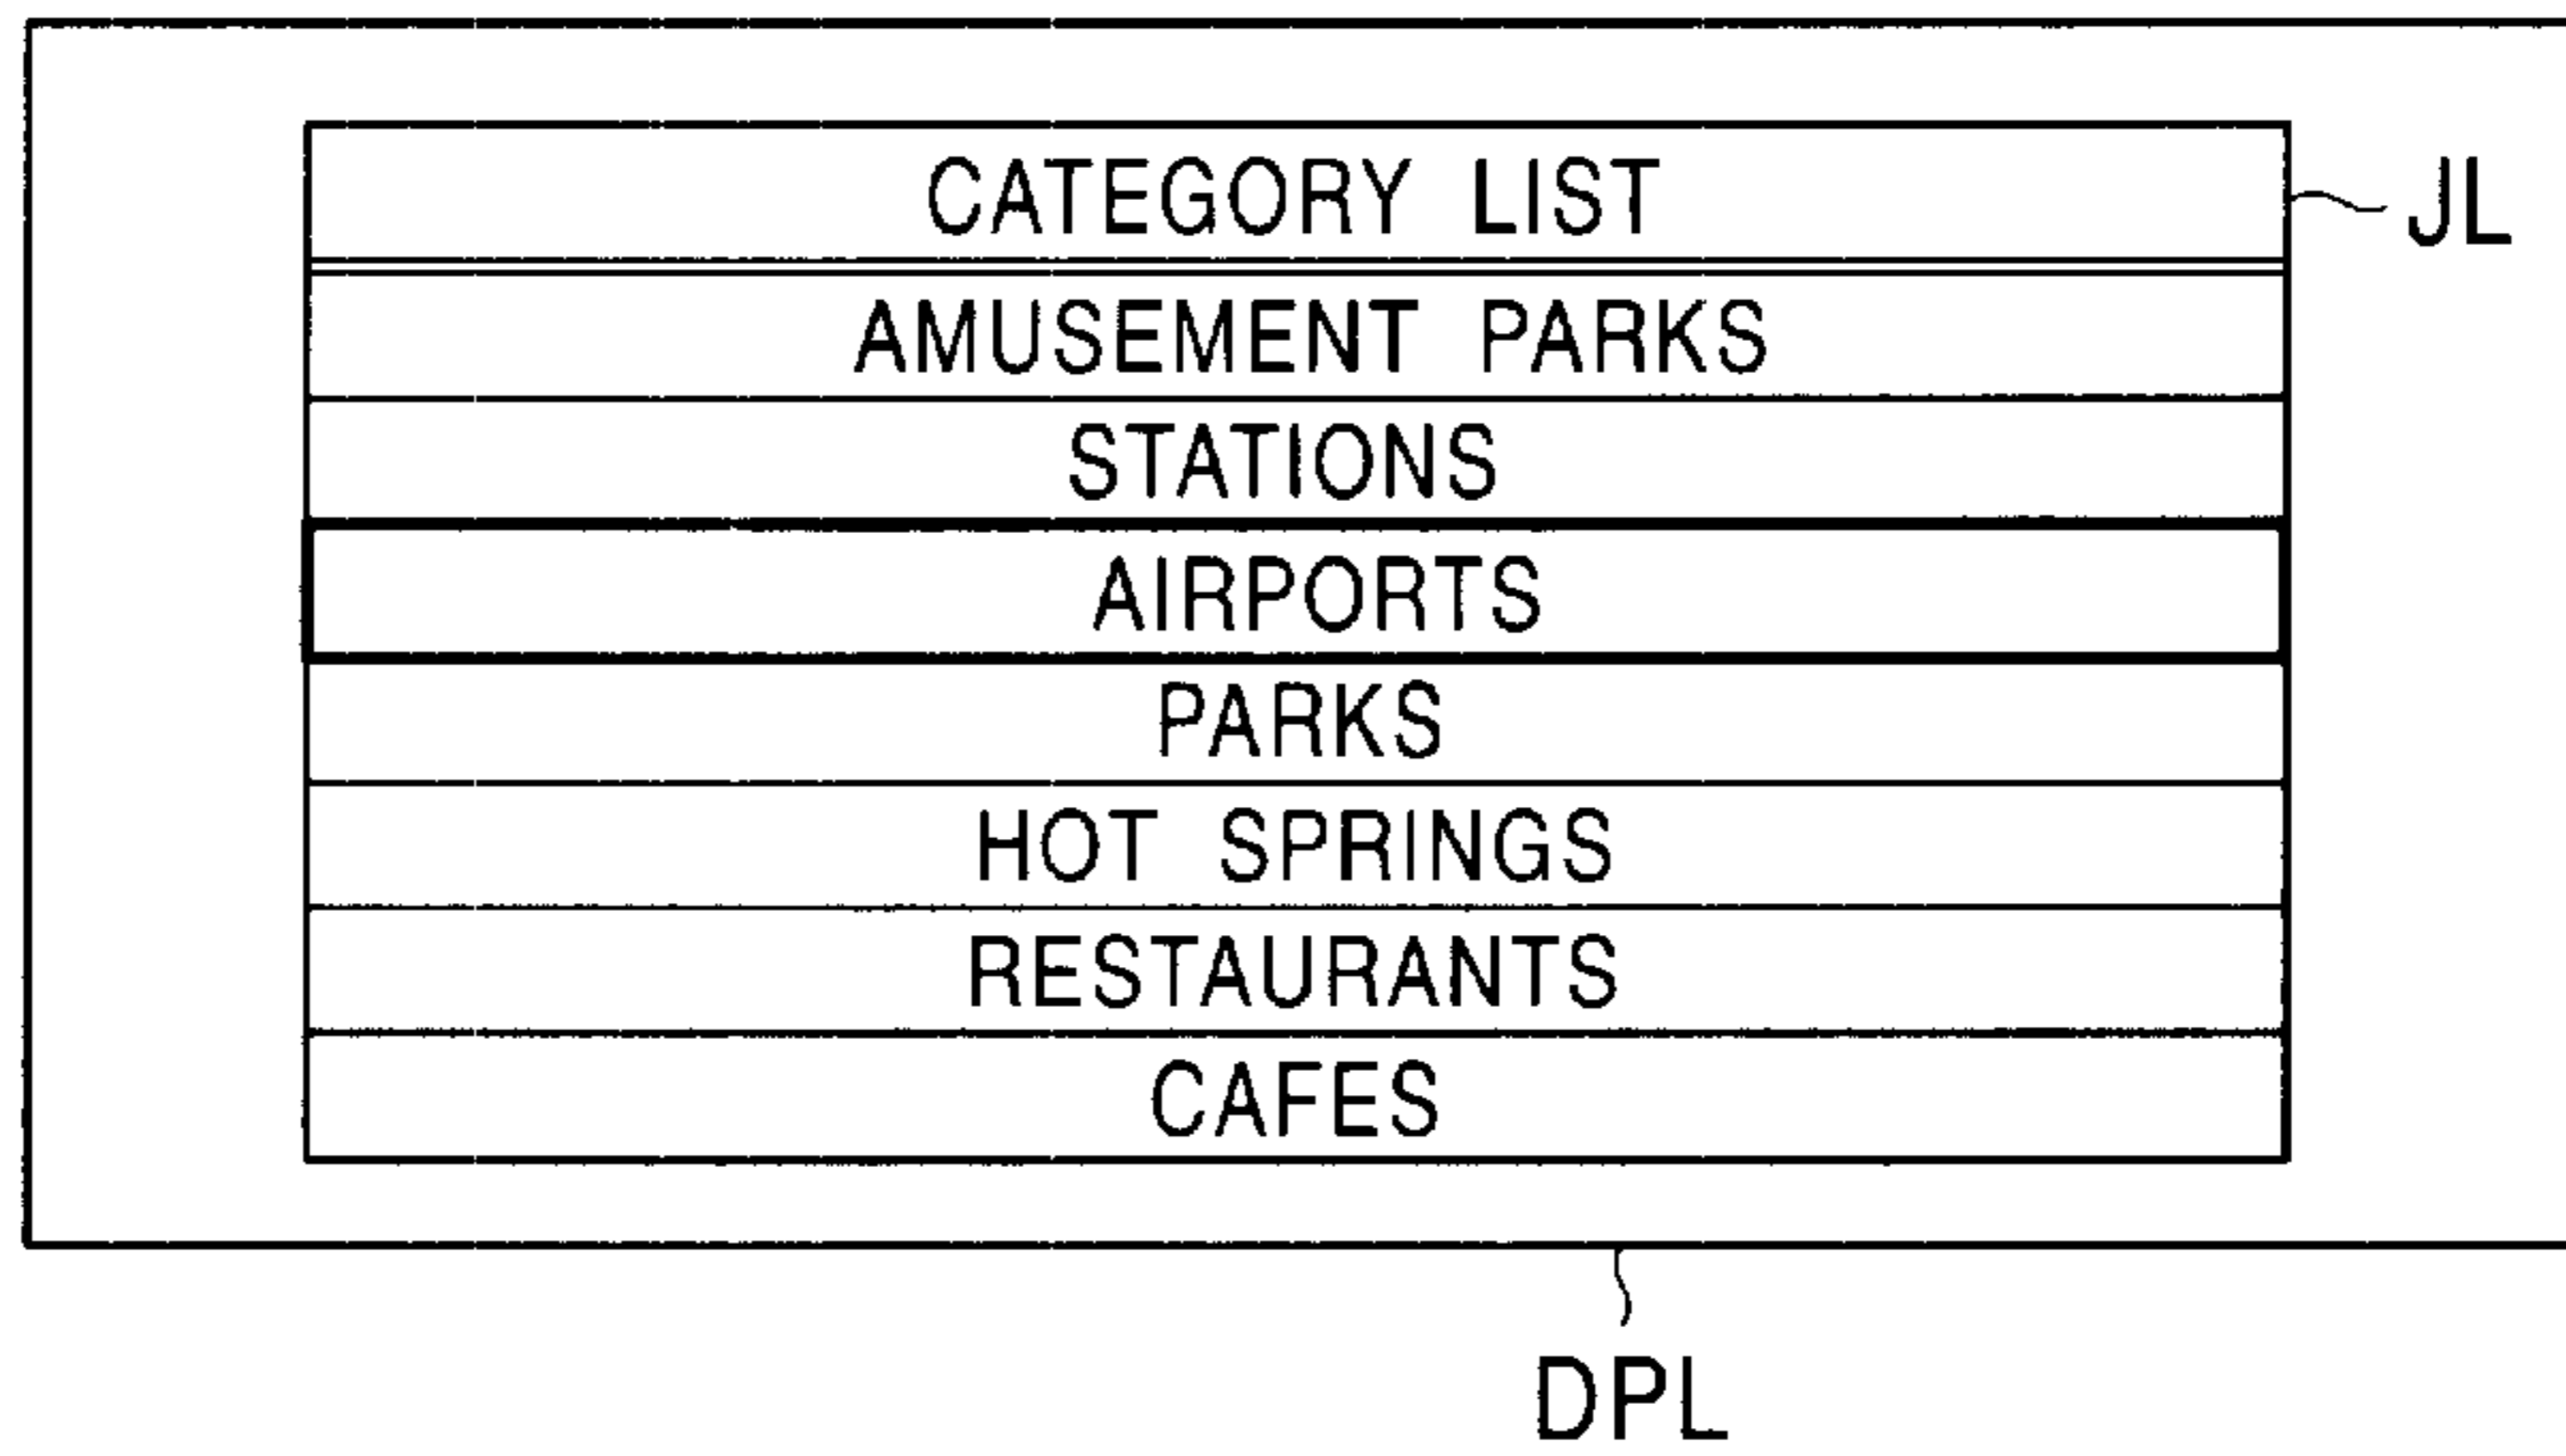 CATEGORY LIST
JL
AMUSEMENT PARKS
STATIONS
AIRPORTS
PARKS
HOT SPRINGS
RESTAURANTS
CAFES
DPL